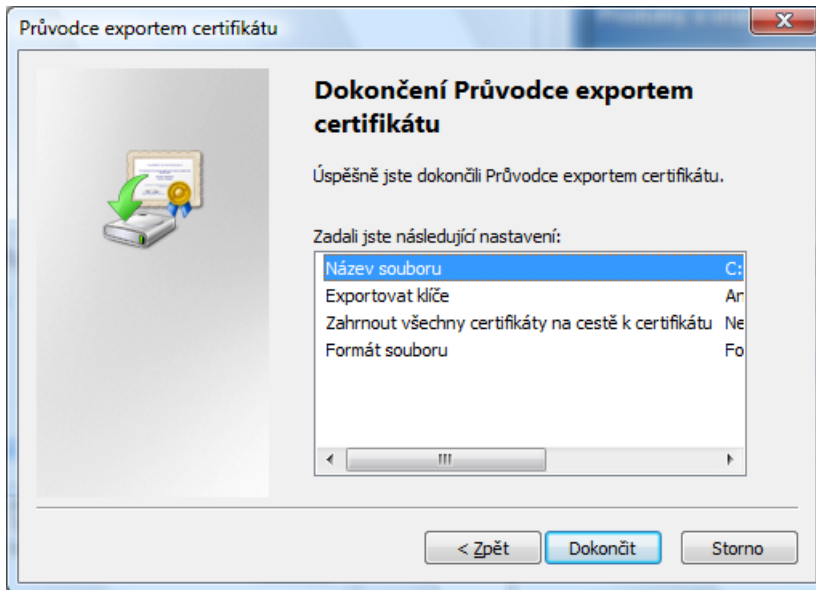 Průvodce exportem certifikátu
Dokončení Průvodce exportem
certifikátu
Úspěšně jste dokončili Průvodce exportem certifikátu.
Zadali jste následující nastavení:
Název souboru C:
Exportovat klíče An
Zahrnout všechny certifikáty na cestě k certifikátu Ne
Formát souboru Fo
< Zpět Dokončit Storno